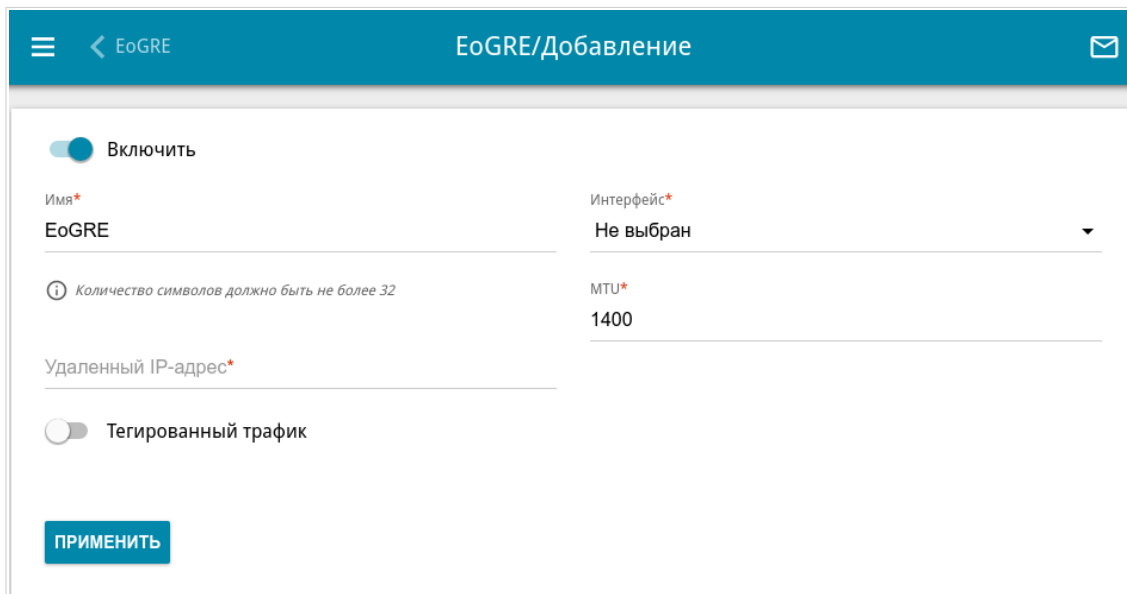 EoGRE
EoGRE/Добавление
Включить
Имя*
EoGRE
Интерфейс*
Не выбран
Количество символов должно быть не более 32
MTU*
1400
Удаленный IP-адрес*
Тегированный трафик
ПРИМЕНИТЬ